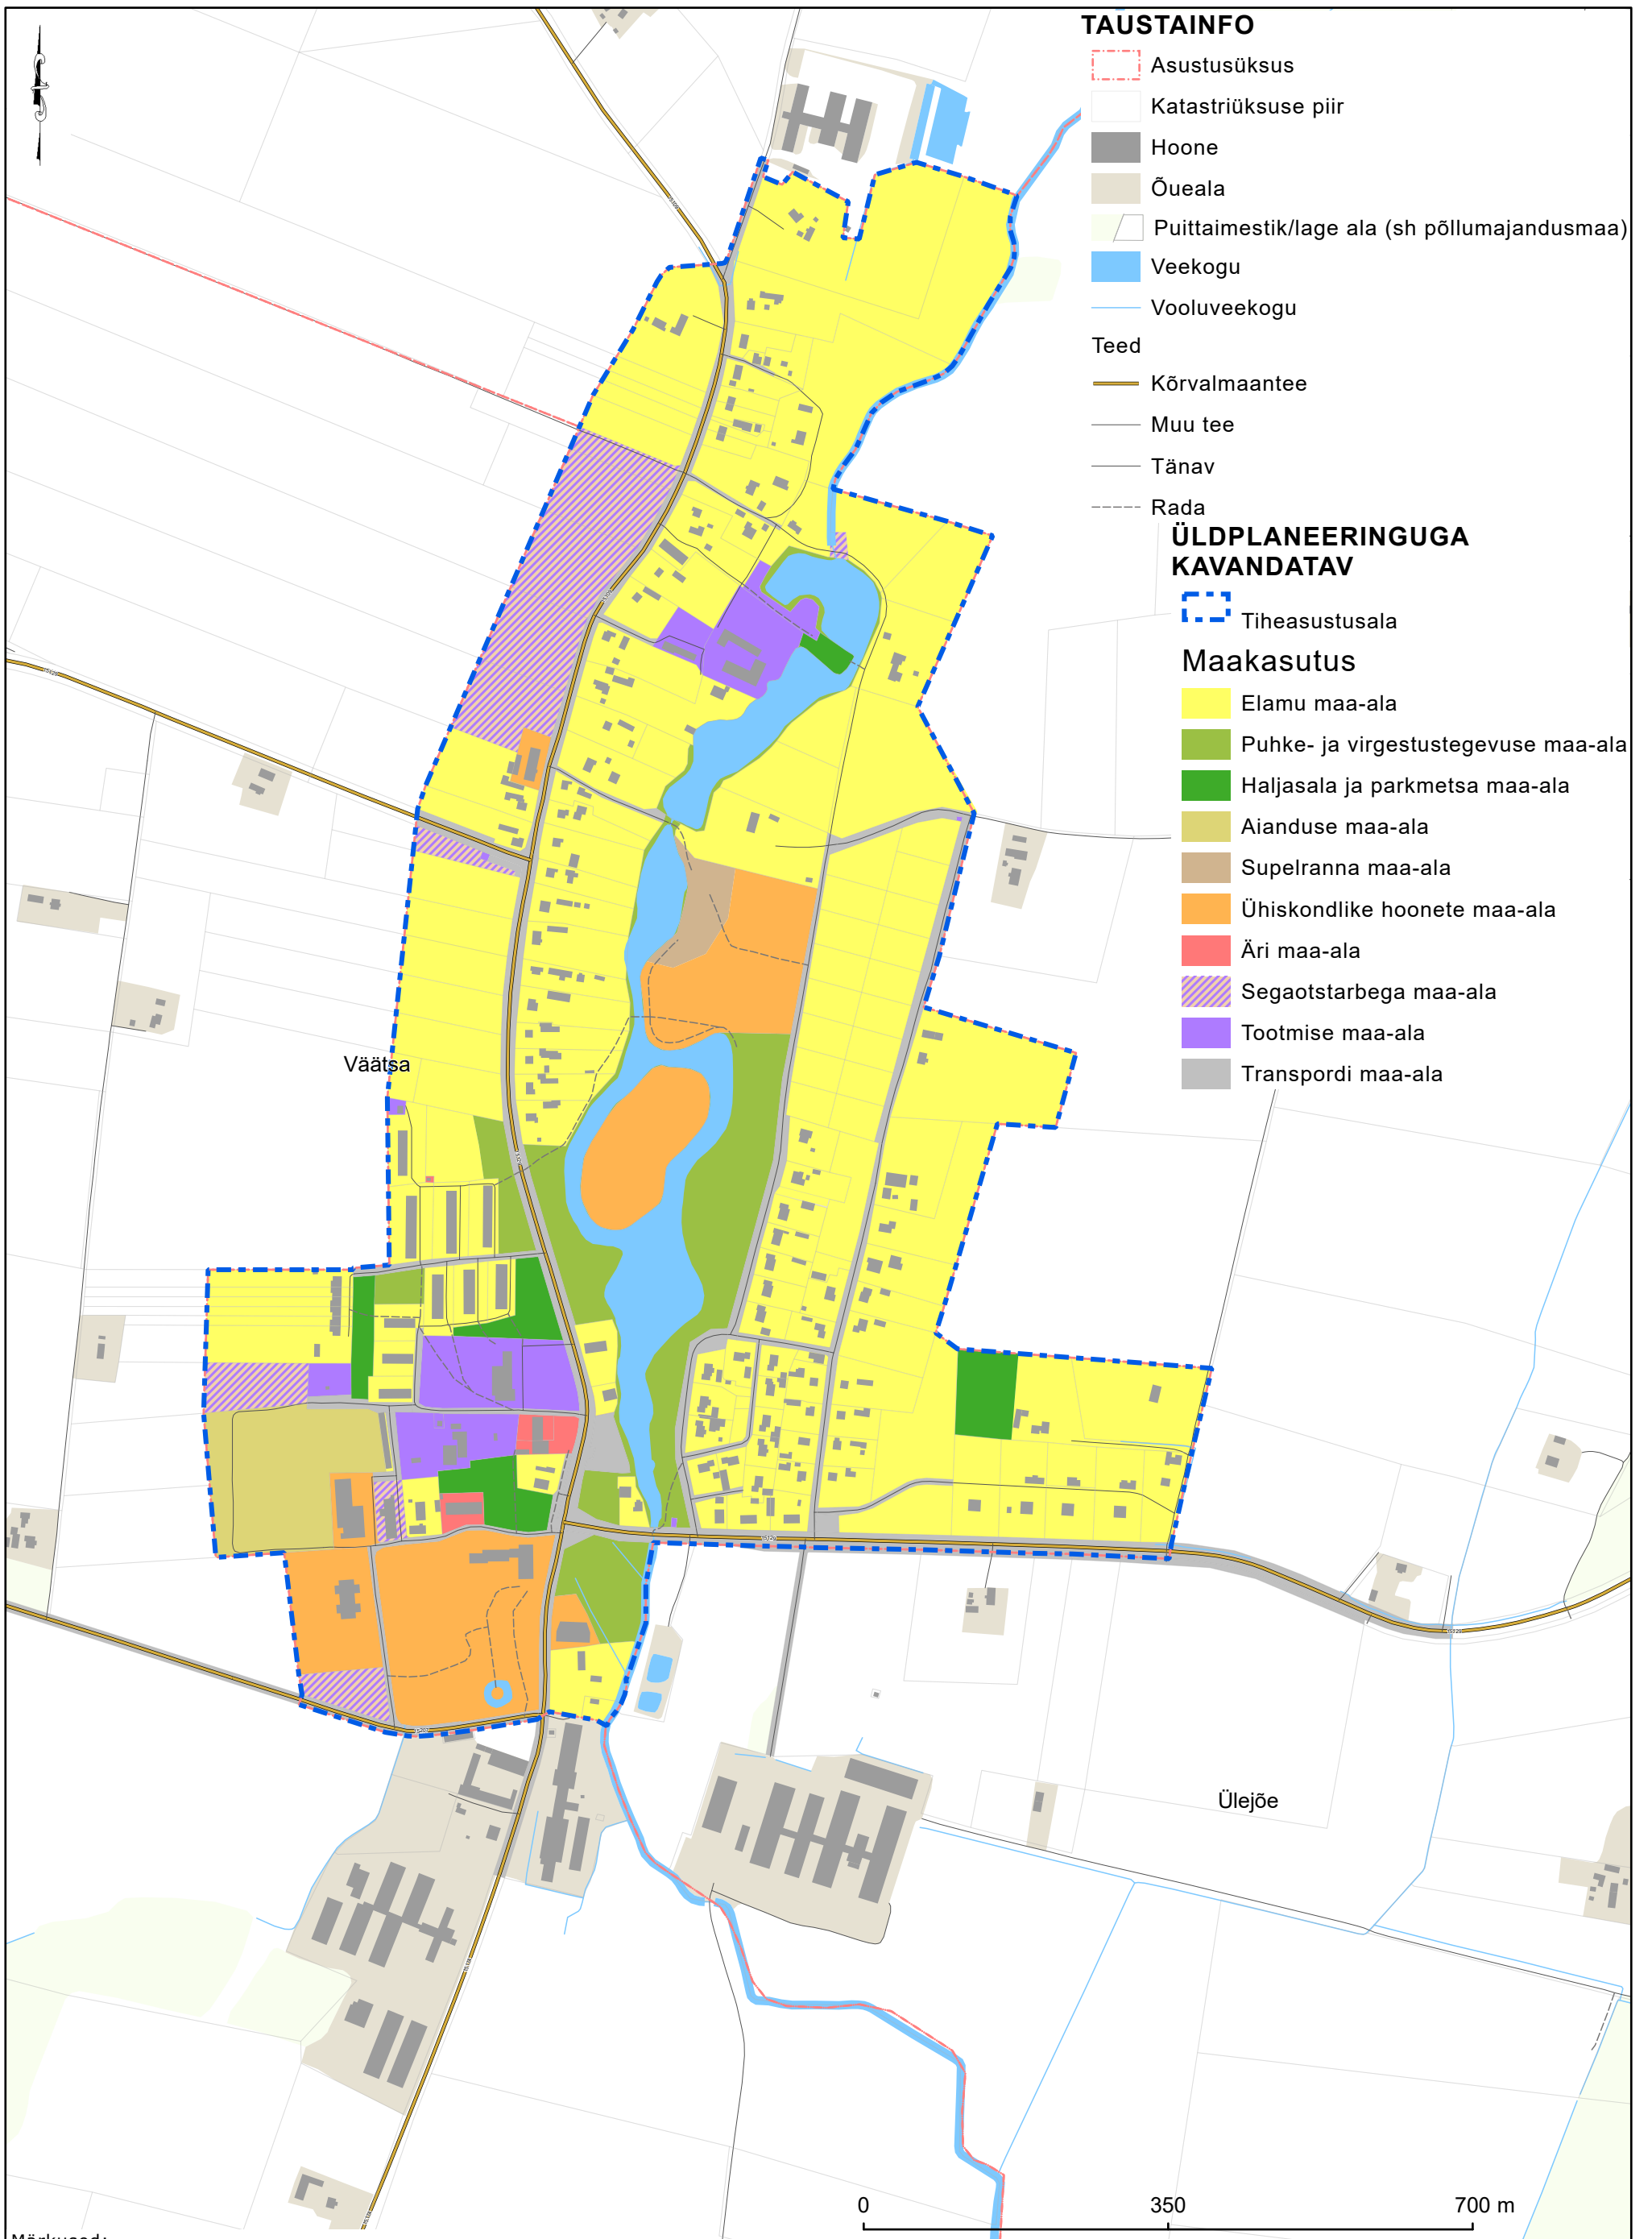 TAUSTAINFO
Asustusüksus
Katastriüksuse piir
Hoone
Õueala
Puittaimestik/lage ala (sh põllumajandusmaa)
Veekogu
Vooluveekogu
Teed
Kõrvalmaantee
Muu tee
Tänav
Rada
ÜLDPLANEERINGUGA
KAVANDATAV
Tiheasustusala
Maakasutus
Elamu maa-ala
Puhke- ja virgestustegevuse maa-ala
Haljasala ja parkmetsa maa-ala
Aianduse maa-ala
Supelranna maa-ala
Ühiskondlike hoonete maa-ala
Äri maa-ala
Segaotstarbega maa-ala
Tootmise maa-ala
Transpordi maa-ala
Väätsa
Ülejõe
0 350 700 m